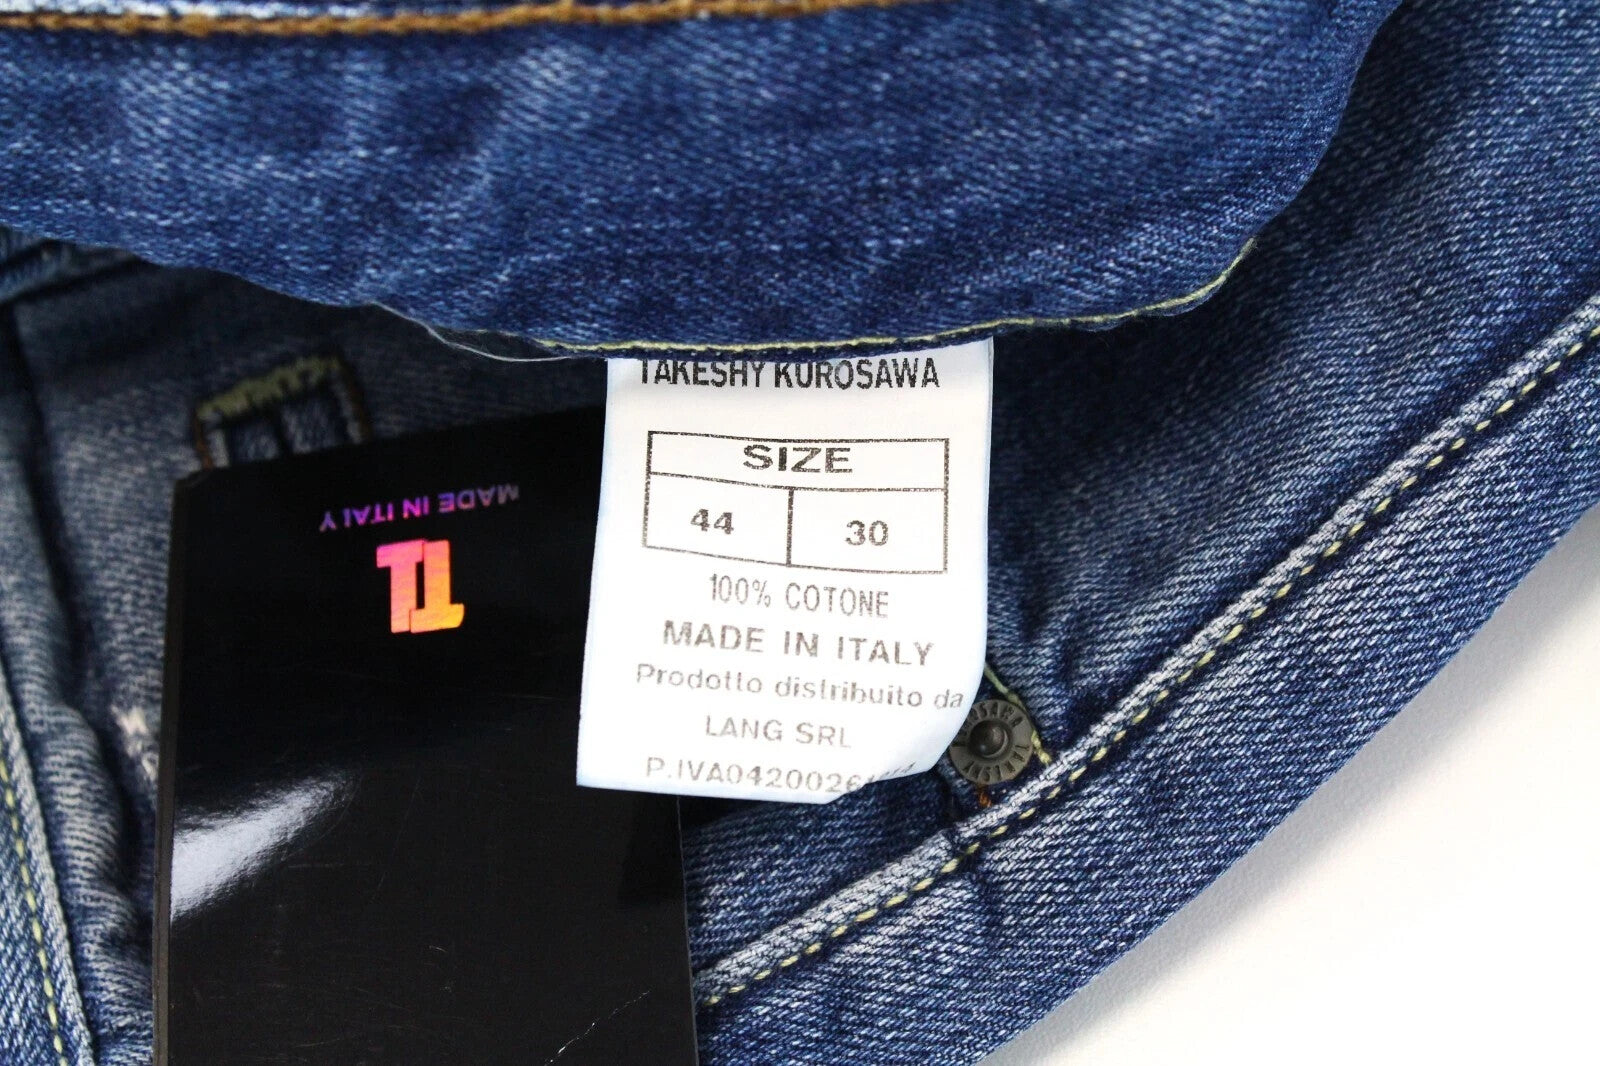 TAKESHY KUROSAWA
SIZE
44 30
100% COTONE
MADE IN ITALY
Prodotto distribuito da
LANG SRL
MADE IN ITALY